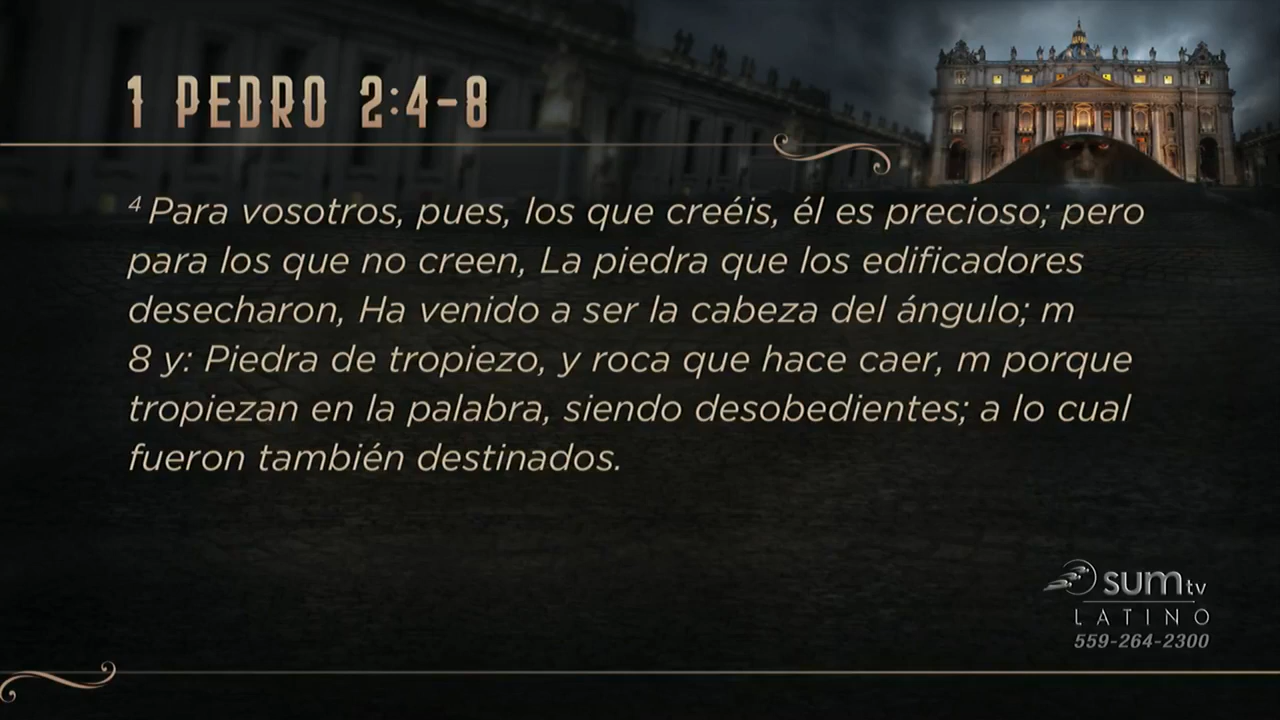 1 PEDRO 2:4-8
4 Para vosotros, pues, los que creéis, él es precioso; pero
para los que no creen, La piedra que los edificadores
desecharon, Ha venido a ser la cabeza del ángulo; m
8 y: Piedra de tropiezo, y roca que hace caer, m porque
tropiezan en la palabra, siendo desobedientes; a lo cual
fueron también destinados.
sumtv
LATINO
559-264-2300